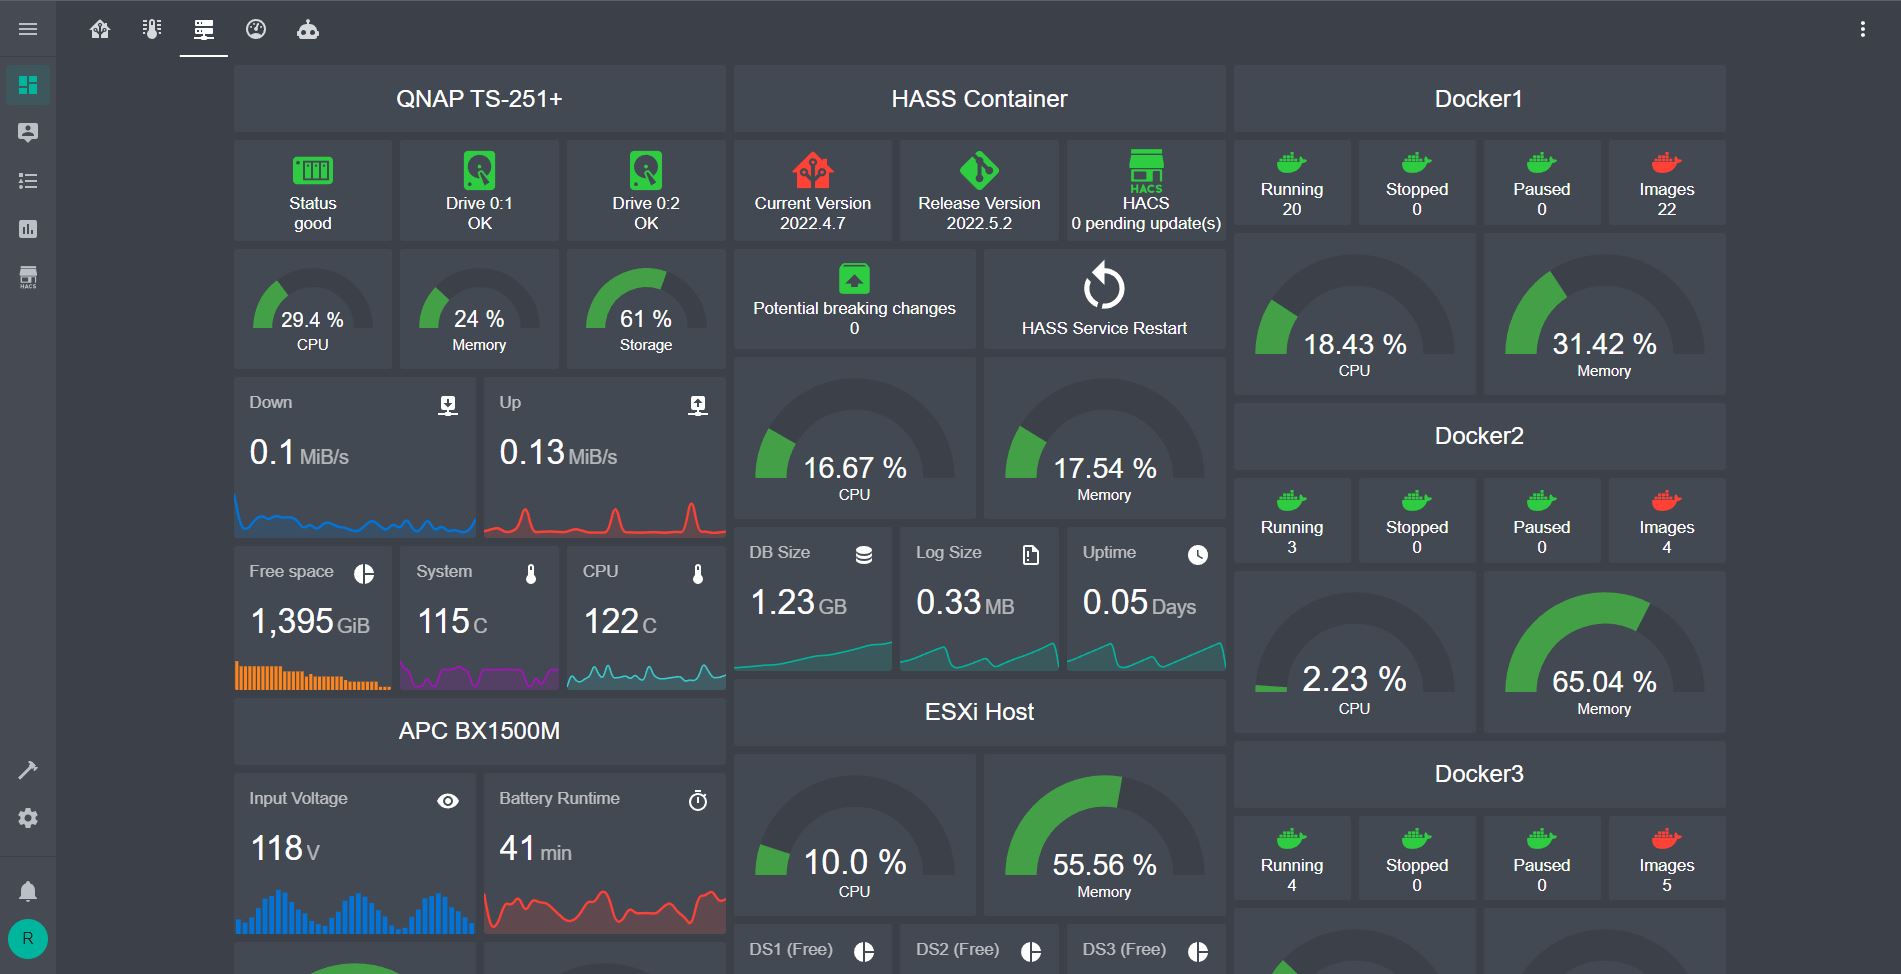 QNAP TS-251+
Status
good
Drive 0:1
OK
Drive 0:2
OK
29.4 %
CPU
24 %
Memory
61 %
Storage
Down
0.1 MiB/s
Up
0.13 MiB/s
Free space
1,395 GiB
System
115 C
CPU
122 C
APC BX1500M
Input Voltage
118 V
Battery Runtime
41 min
HASS Container
Current Version
2022.4.7
Release Version
2022.5.2
HACS
HACS
0 pending update(s)
Potential breaking changes
0
HASS Service Restart
16.67 %
CPU
17.54 %
Memory
DB Size
1.23 GB
Log Size
0.33 MB
Uptime
0.05 Days
ESXi Host
10.0 %
CPU
55.56 %
Memory
DS1 (Free)
DS2 (Free)
DS3 (Free)
Docker1
Running
20
Stopped
0
Paused
0
Images
22
18.43 %
CPU
31.42 %
Memory
Docker2
Running
3
Stopped
0
Paused
0
Images
4
2.23 %
CPU
65.04 %
Memory
Docker3
Running
4
Stopped
0
Paused
0
Images
5
HACS
R